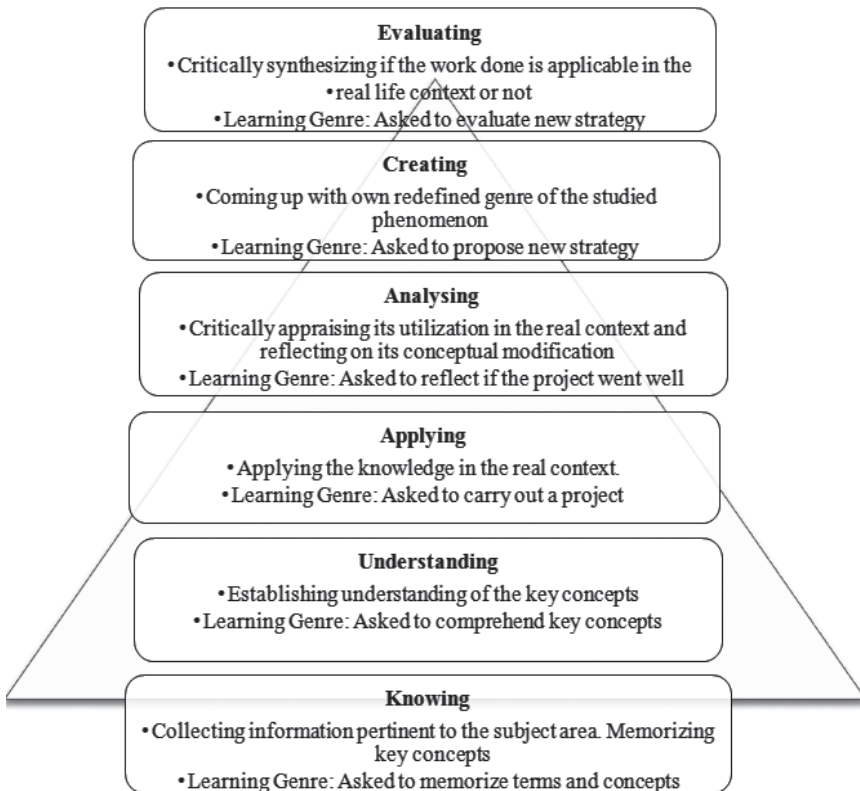 Evaluating
•Critically synthesizing if the work done is applicable in the
•real life context or not
•Learning Genre: Asked to evaluate new strategy
Creating
•Coming up with own redefined genre of the studied
phenomenon
•Learning Genre: Asked to propose new strategy
Analysing
•Critically appraising its utilization in the real context and
reflecting on its conceptual modification
•Learning Genre: Asked to reflect if the project went well
Applying
•Applying the knowledge in the real context.
•Learning Genre: Asked to carry out a project
Understanding
•Establishing understanding of the key concepts
•Learning Genre: Asked to comprehend key concepts
Knowing
•Collecting information pertinent to the subject area. Memorizing
key concepts
•Learning Genre: Asked to memorize terms and concepts